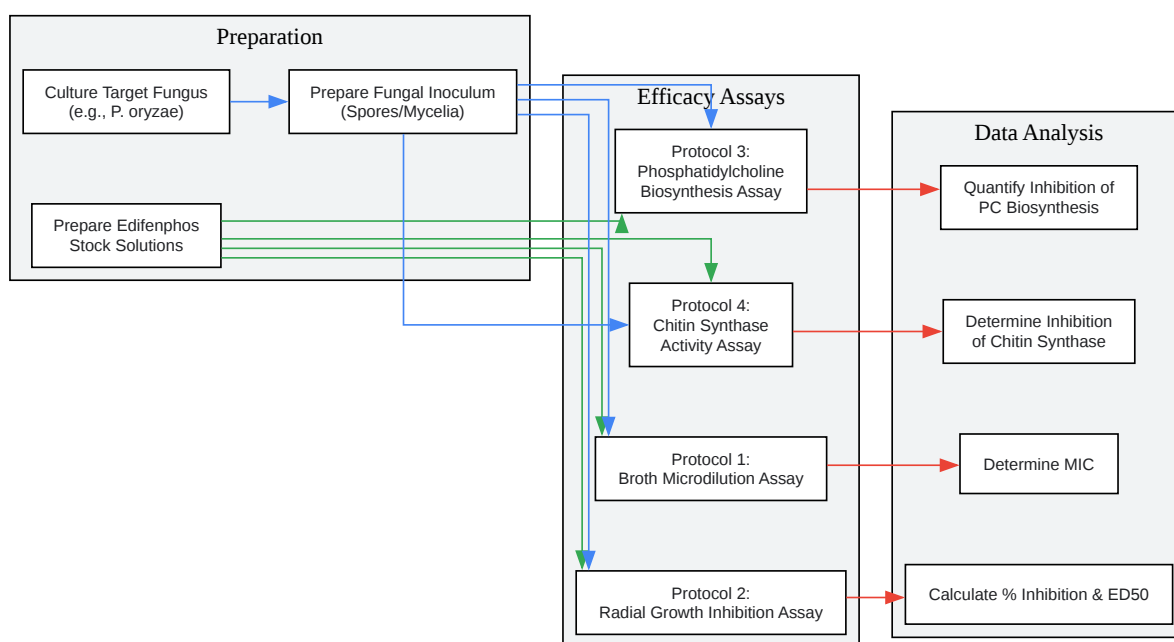 Preparation
Culture Target Fungus
(e.g., P. oryzae)
Prepare Fungal Inoculum
(Spores/Mycelia)
Prepare Edifenphos
Stock Solutions
Efficacy Assays
Protocol 3:
Phosphatidylcholine
Biosynthesis Assay
Protocol 4:
Chitin Synthase
Activity Assay
Protocol 1:
Broth Microdilution Assay
Protocol 2:
Radial Growth Inhibition Assay
Data Analysis
Quantify Inhibition of
PC Biosynthesis
Determine Inhibition
of Chitin Synthase
Determine MIC
Calculate % Inhibition & ED50